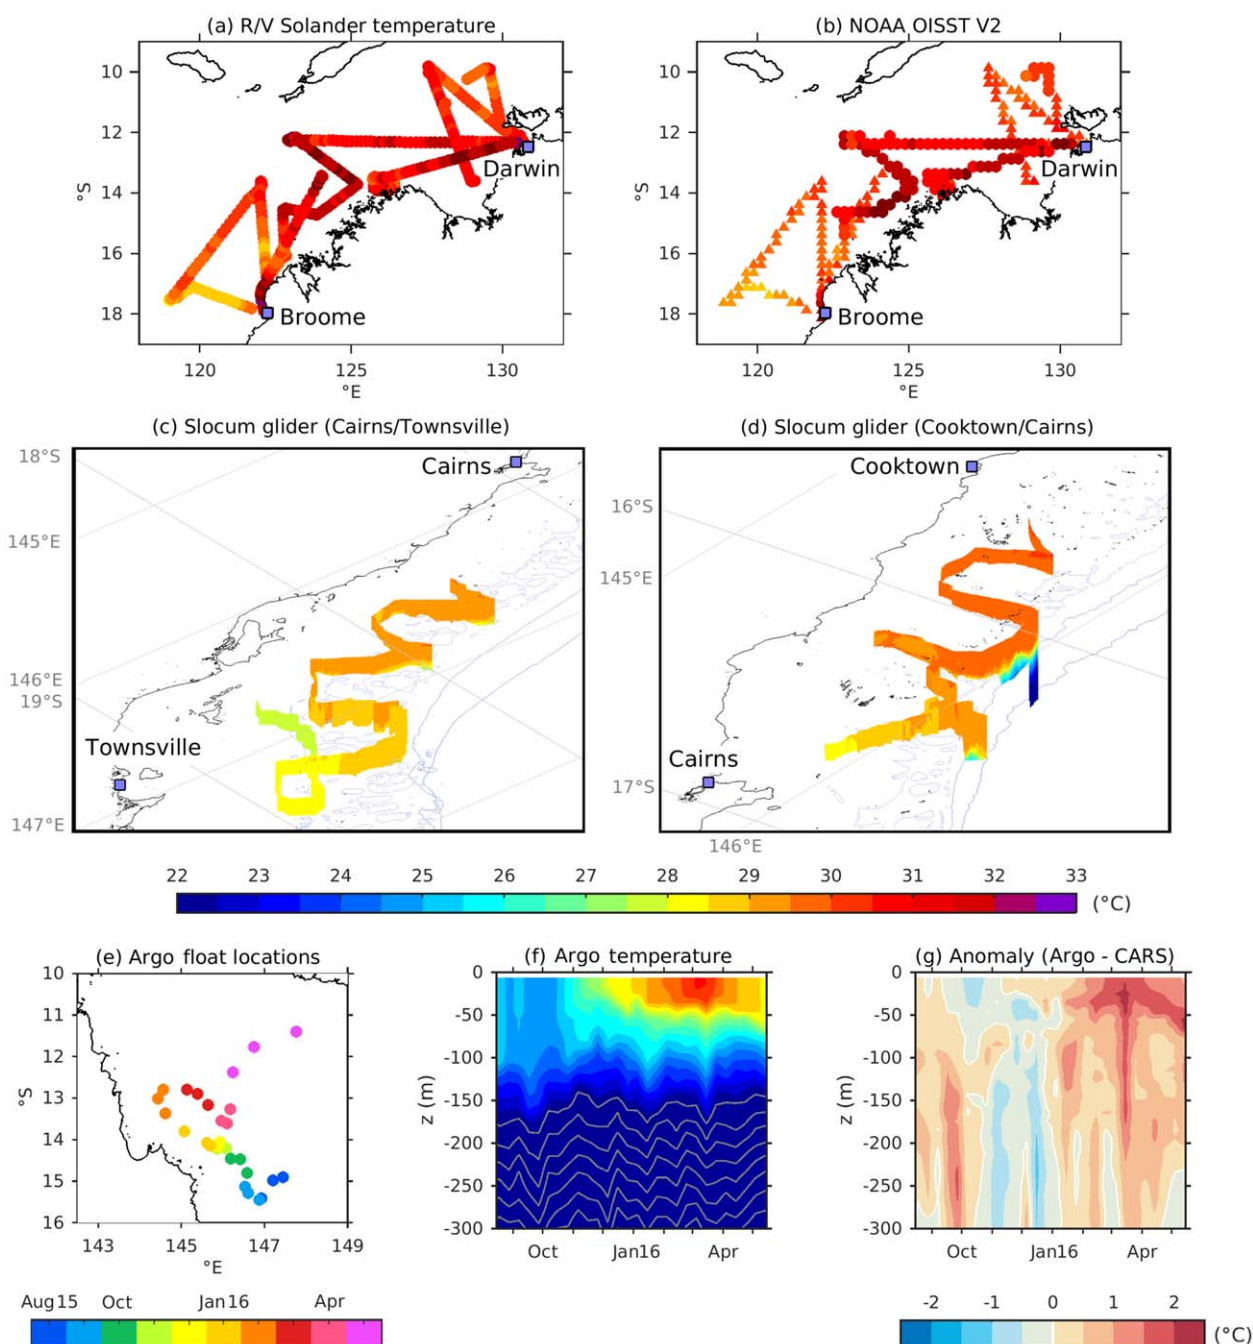 (a) R/V Solander temperature
(b) NOAA OISST V2
10
12
14
16
18
°S
120
125
130
°E
Darwin
Broome
10
12
14
16
18
°S
120
125
130
°E
Darwin
Broome
(c) Slocum glider (Cairns/Townsville)
(d) Slocum glider (Cooktown/Cairns)
18°S
145°E
146°E
19°S
147°E
Cairns
Townsville
16°S
145°E
17°S
146°E
Cooktown
Cairns
22 23 24 25 26 27 28 29 30 31 32 33
(°C)
(e) Argo float locations
(f) Argo temperature
(g) Anomaly (Argo - CARS)
10
11
12
13
14
15
16
°S
143 145 147 149
°E
0
-50
-100
-150
-200
-250
-300
z (m)
Oct Jan16 Apr
0
-50
-100
-150
-200
-250
-300
z (m)
Oct Jan16 Apr
Aug15 Oct Jan16 Apr
-2 -1 0 1 2
(°C)